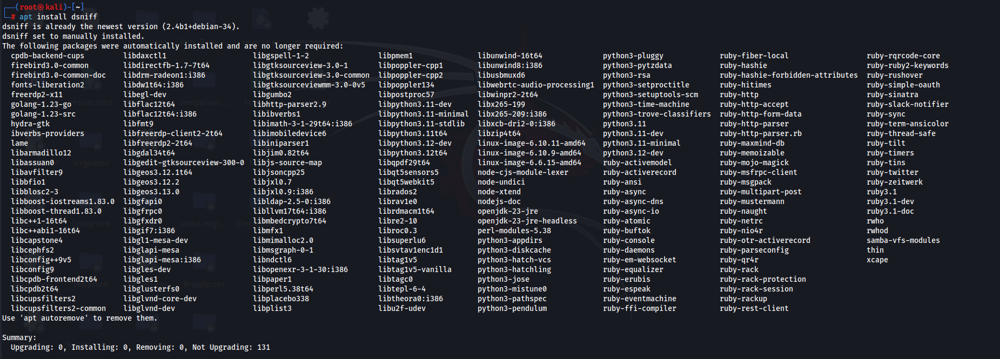 ┌──(root㉿kali)-[~]
└─# apt install dsniff
dsniff is already the newest version (2.4b1+debian-34).
dsniff set to manually installed.
The following packages were automatically installed and are no longer required:
cpdb-backend-cups libdaxctl1 libgspell-1-2 libpmem1 libunwind-16t64 python3-pluggy ruby-fiber-local ruby-rqrcode-core
firebird3.0-common libdirectfb-1.7-7t64 libgtksourceview-3.0-1 libpoppler-cpp1 libunwind8:i386 python3-pytzdata ruby-hashie ruby-ruby2-keywords
firebird3.0-common-doc libdrm-radeon1:i386 libgtksourceview-3.0-common libpoppler-cpp2 libusbmuxd6 python3-rsa ruby-hashie-forbidden-attributes ruby-rushover
fonts-liberation2 libdw1t64:i386 libgtksourceviewmm-3.0-0v5 libpoppler134 libwebrtc-audio-processing1 python3-setproctitle ruby-hitimes ruby-simple-oauth
freerdp2-x11 libegl-dev libgumbo2 libpostproc57 libwinpr2-2t64 python3-setuptools-scm ruby-http ruby-sinatra
golang-1.23-go libflac12t64 libhttp-parser2.9 libpython3.11-dev libx265-199 python3-time-machine ruby-http-accept ruby-slack-notifier
golang-1.23-src libflac12t64:i386 libibverbs1 libpython3.11-minimal libx265-209:i386 python3-trove-classifiers ruby-http-form-data ruby-sync
hydra-gtk libfmt9 libimath-3-1-29t64:i386 libpython3.11-stdlib libxcb-dri2-0:i386 python3.11 ruby-http-parser ruby-term-ansicolor
ibverbs-providers libfreerdp-client2-2t64 libimobiledevice6 libpython3.11t64 libzip4t64 python3.11-dev ruby-http-parser.rb ruby-thread-safe
lame libfreerdp2-2t64 libiniparser1 libpython3.12-dev linux-image-6.10.11-amd64 python3.11-minimal ruby-maxmind-db ruby-tilt
libarmadillo12 libgdal34t64 libjim0.82t64 libpython3.12t64 linux-image-6.10.9-amd64 python3.12-dev ruby-memoizable ruby-timers
libassuan0 libgedit-gtksourceview-300-0 libjs-source-map libqpdf29t64 linux-image-6.6.15-amd64 ruby-activemodel ruby-mojo-magick ruby-tins
libavfilter9 libgeos3.12.1t64 libjsoncpp25 libqt5sensors5 node-cjs-module-lexer ruby-activerecord ruby-msfrpc-client ruby-twitter
libbfio1 libgeos3.12.2 libjxl0.7 libqt5webkit5 node-undici ruby-ansi ruby-msgpack ruby-zeitwerk
libblosc2-3 libgeos3.13.0 libjxl0.9:i386 librados2 node-xtend ruby-async ruby-multipart-post ruby3.1
libboost-iostreams1.83.0 libgfapi0 libldap-2.5-0:i386 librav1e0 nodejs-doc ruby-async-dns ruby-mustermann ruby3.1-dev
libboost-thread1.83.0 libgfrpc0 libllvm17t64:i386 librdmacm1t64 openjdk-23-jre ruby-async-io ruby-naught ruby3.1-doc
libc++1-16t64 libgfxdr0 libmbedcrypto7t64 libre2-10 openjdk-23-jre-headless ruby-atomic ruby-netrc rwho
libc++abi1-16t64 libgif7:i386 libmfx1 libroc0.3 perl-modules-5.38 ruby-buftok ruby-nio4r rwhod
libcapstone4 libgl1-mesa-dev libmimalloc2.0 libsuperlu6 python3-appdirs ruby-console ruby-otr-activerecord samba-vfs-modules
libcephfs2 libglapi-mesa libmsgraph-0-1 libsvtav1enc1d1 python3-diskcache ruby-daemons ruby-parseconfig thin
libconfig++9v5 libglapi-mesa:i386 libndctl6 libtag1v5 python3-hatch-vcs ruby-em-websocket ruby-qr4r xcape
libconfig9 libgles-dev libopenexr-3-1-30:i386 libtag1v5-vanilla python3-hatchling ruby-equalizer ruby-rack
libcpdb-frontend2t64 libgles1 libpaper1 libtagc0 python3-jose ruby-erubis ruby-rack-protection
libcpdb2t64 libglusterfs0 libperl5.38t64 libtepl-6-4 python3-mistune0 ruby-espeak ruby-rack-session
libcupsfilters2 libglvnd-core-dev libplacebo338 libtheora0:i386 python3-pathspec ruby-eventmachine ruby-rackup
libcupsfilters2-common libglvnd-dev libplist3 libu2f-udev python3-pendulum ruby-ffi-compiler ruby-rest-client
Use 'apt autoremove' to remove them.
Summary:
Upgrading: 0, Installing: 0, Removing: 0, Not Upgrading: 131